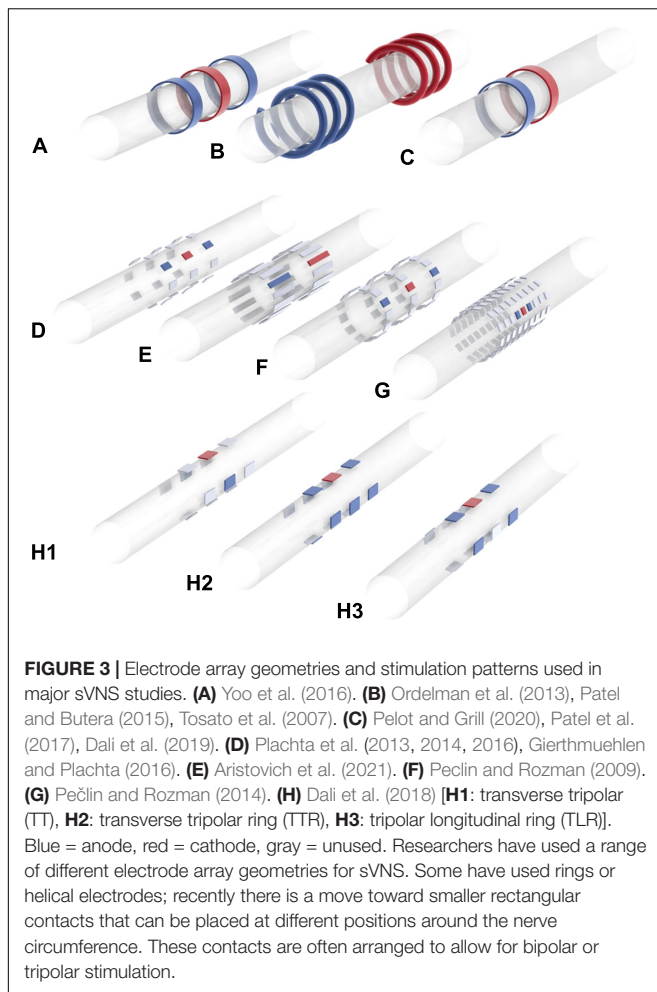 A
B
C
D
E
F
G
H1
H2
H3
FIGURE 3 | Electrode array geometries and stimulation patterns used in
major sVNS studies. (A) Yoo et al. (2016). (B) Ordelman et al. (2013), Patel
and Butera (2015), Tosato et al. (2007). (C) Pelot and Grill (2020), Patel et al.
(2017), Dali et al. (2019). (D) Plachta et al. (2013, 2014, 2016), Gierthmuehlen
and Plachta (2016). (E) Aristovich et al. (2021). (F) Peclin and Rozman (2009).
(G) Pečlin and Rozman (2014). (H) Dali et al. (2018) [H1: transverse tripolar
(TT), H2: transverse tripolar ring (TTR), H3: tripolar longitudinal ring (TLR)].
Blue = anode, red = cathode, gray = unused. Researchers have used a range
of different electrode array geometries for sVNS. Some have used rings or
helical electrodes; recently there is a move toward smaller rectangular
contacts that can be placed at different positions around the nerve
circumference. These contacts are often arranged to allow for bipolar or
tripolar stimulation.